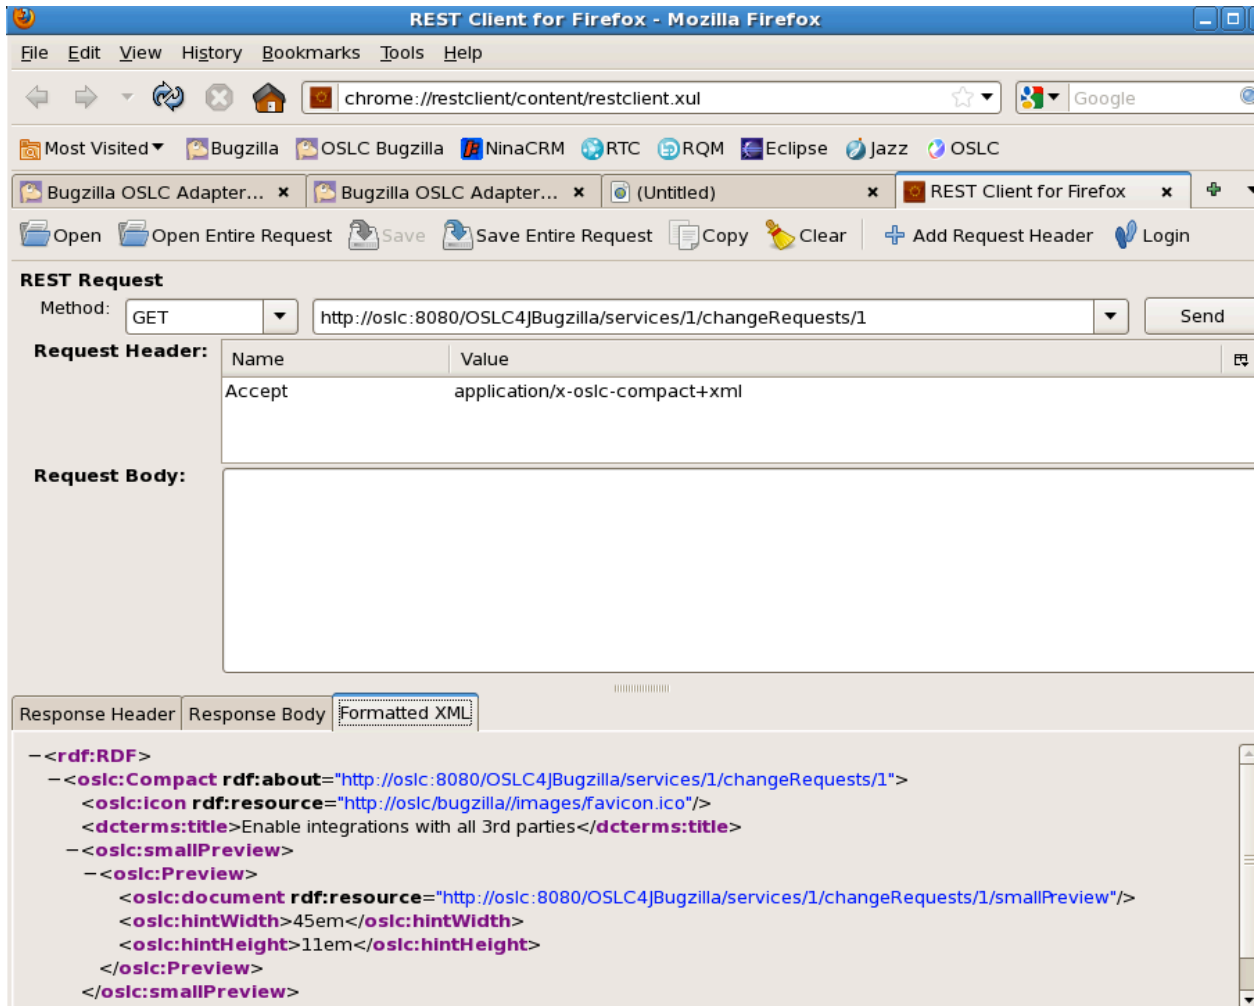 REST Client for Firefox - Mozilla Firefox
File Edit View History Bookmarks Tools Help
chrome://restclient/content/restclient.xul Google
Most Visited Bugzilla OSLC Bugzilla NinaCRM RTC RQM Eclipse Jazz OSLC
Bugzilla OSLC Adapter... Bugzilla OSLC Adapter... (Untitled) REST Client for Firefox
Open Open Entire Request Save Save Entire Request Copy Clear Add Request Header Login
REST Request
Method: GET http://oslc:8080/OSLC4JBugzilla/services/1/changeRequests/1 Send
Request Header: Name Value
Accept application/x-oslc-compact+xml
Request Body:
Response Header Response Body Formatted XML
−<rdf:RDF>
−<oslc:Compact rdf:about="http://oslc:8080/OSLC4JBugzilla/services/1/changeRequests/1">
<oslc:icon rdf:resource="http://oslc/bugzilla//images/favicon.ico"/>
<dcterms:title>Enable integrations with all 3rd parties</dcterms:title>
−<oslc:smallPreview>
−<oslc:Preview>
<oslc:document rdf:resource="http://oslc:8080/OSLC4JBugzilla/services/1/changeRequests/1/smallPreview"/>
<oslc:hintWidth>45em</oslc:hintWidth>
<oslc:hintHeight>11em</oslc:hintHeight>
</oslc:Preview>
</oslc:smallPreview>